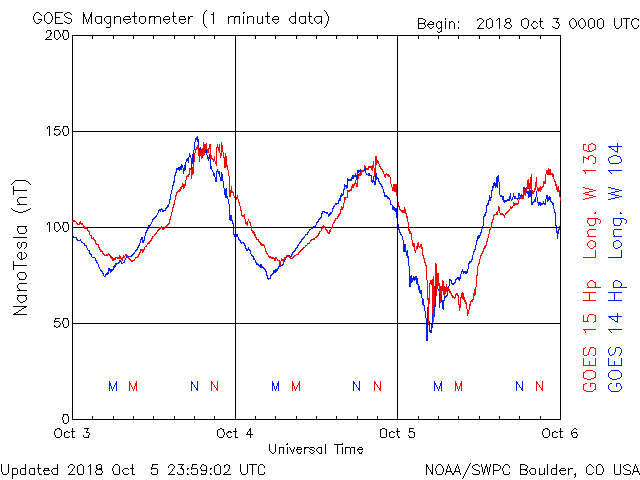 GOES Magnetometer (1 minute data)
Begin: 2018 Oct 3 0000 UTC
200
150
100
50
0
NanoTesla (nT)
M M N N M M N N M M N N
Oct 3 Oct 4 Oct 5 Oct 6
Universal Time
GOES 15 Hp Long. W 136
GOES 14 Hp Long. W 104
Updated 2018 Oct 5 23:59:02 UTC
NOAA/SWPC Boulder, CO USA